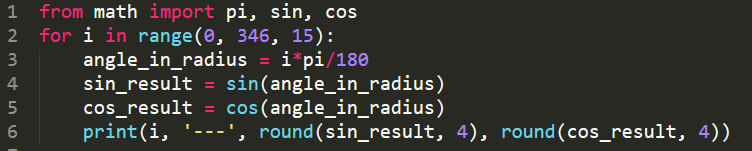 1 from math import pi, sin, cos
2 for i in range(0, 346, 15):
3     angle_in_radius = i*pi/180
4     sin_result = sin(angle_in_radius)
5     cos_result = cos(angle_in_radius)
6     print(i, '---', round(sin_result, 4), round(cos_result, 4))